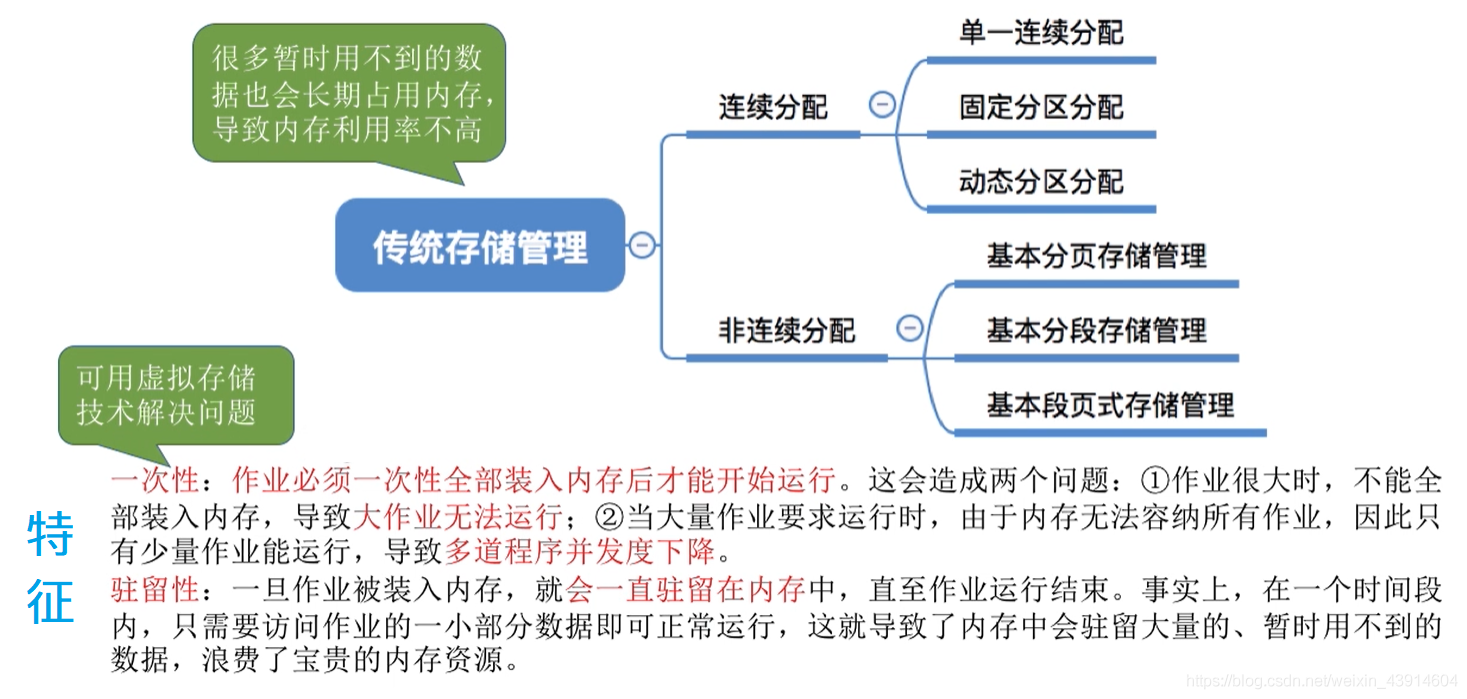 很多暂时用不到的数
据也会长期占用内存，
导致内存利用率不高
传统存储管理
连续分配
单一连续分配
固定分区分配
动态分区分配
非连续分配
基本分页存储管理
基本分段存储管理
基本段页式存储管理
可用虚拟存储
技术解决问题
特
征
一次性：作业必须一次性全部装入内存后才能开始运行。这会造成两个问题：①作业很大时，不能全
部装入内存，导致大作业无法运行；②当大量作业要求运行时，由于内存无法容纳所有作业，因此只
有少量作业能运行，导致多道程序并发度下降。
驻留性：一旦作业被装入内存，就会一直驻留在内存中，直至作业运行结束。事实上，在一个时间段
内，只需要访问作业的一小部分数据即可正常运行，这就导致了内存中会驻留大量的、暂时用不到的
数据，浪费了宝贵的内存资源。
https://blog.csdn.net/weixin_43914604